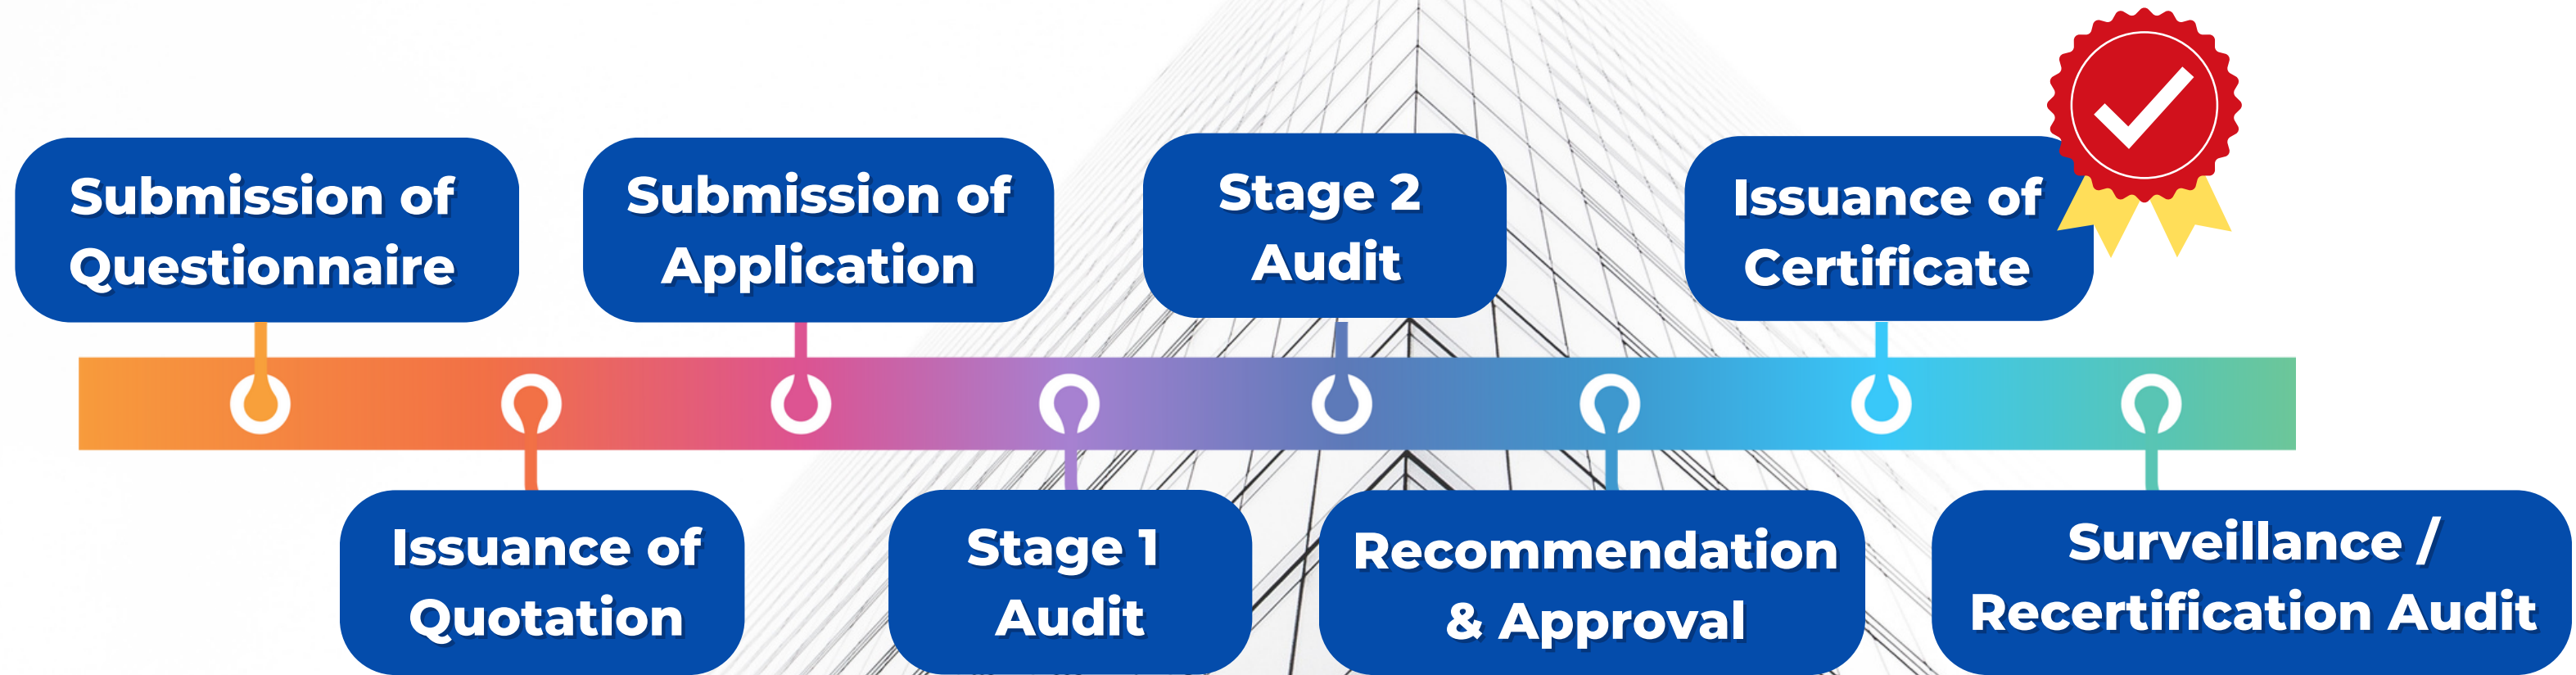 Submission of
Questionnaire
Issuance of
Quotation
Submission of
Application
Stage 1
Audit
Stage 2
Audit
Recommendation
& Approval
Issuance of
Certificate
Surveillance /
Recertification Audit